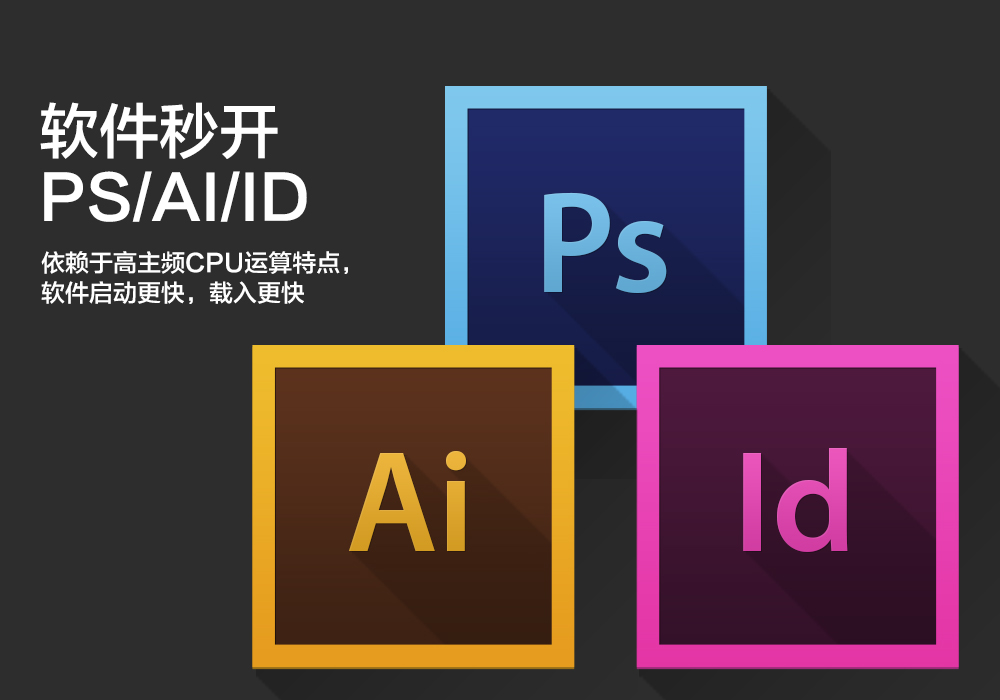 软件秒开
PS/AI/ID
依赖于高主频CPU运算特点，
软件启动更快，载入更快
Ps
Ai
Id